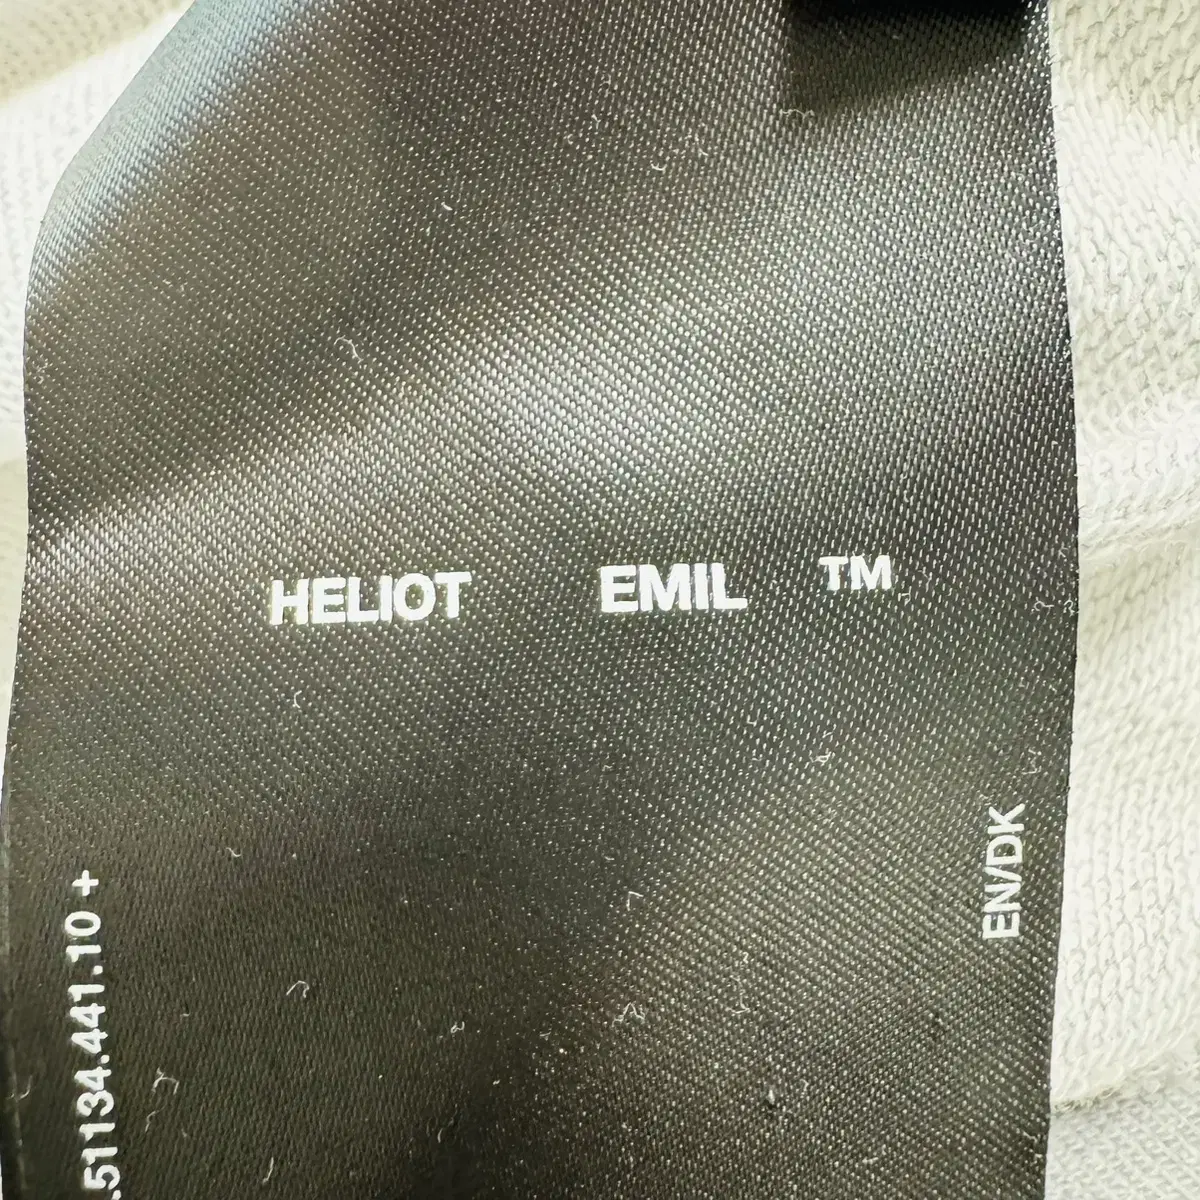 HELIOT EMIL ™
EN/DK
.51134.441.10 +